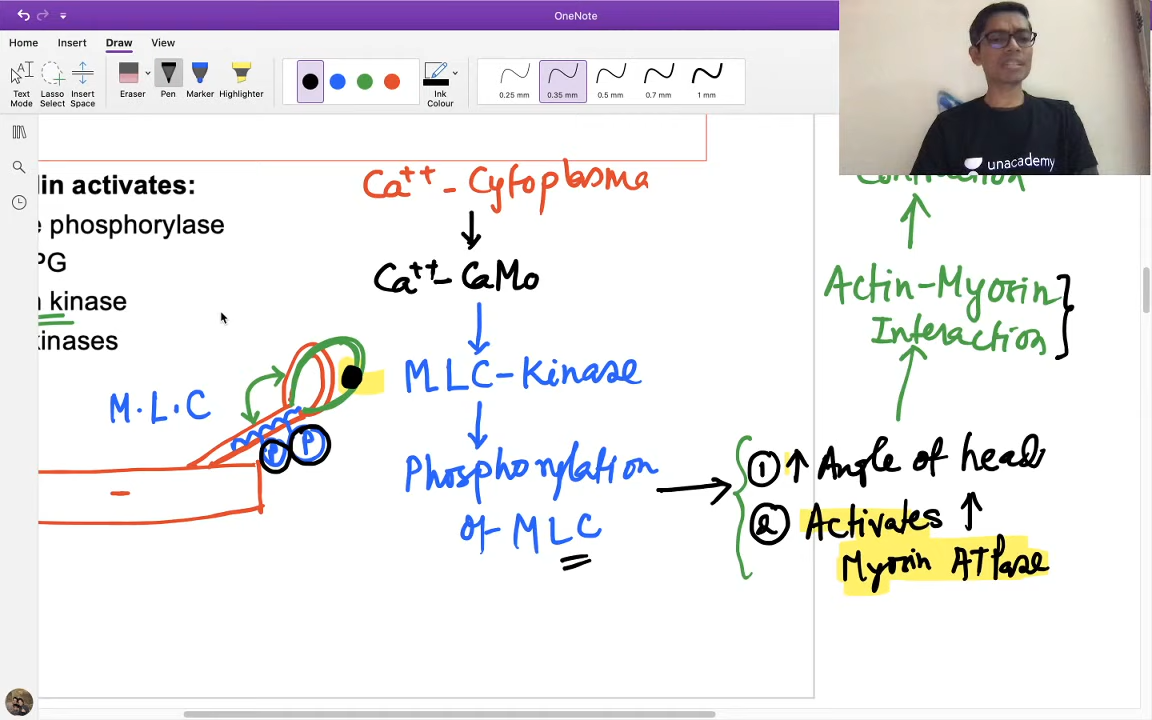 OneNote
Home Insert Draw View
Text Mode
Lasso Select
Insert Space
Eraser
Pen
Marker
Highlighter
Ink Colour
0.25 mm
0.35 mm
0.5 mm
0.7 mm
1 mm
unacademy
lin activates:
e phosphorylase
PG
n kinase
kinases
Ca++ - Cytoplasma
Ca++ - CaMo
MLC-Kinase
Phosphorylation
of MLC
M.L.C
P P
Contraction
Actin-Myosin
Interaction
① ↑ Angle of head
② Activates ↑
Myosin ATPase